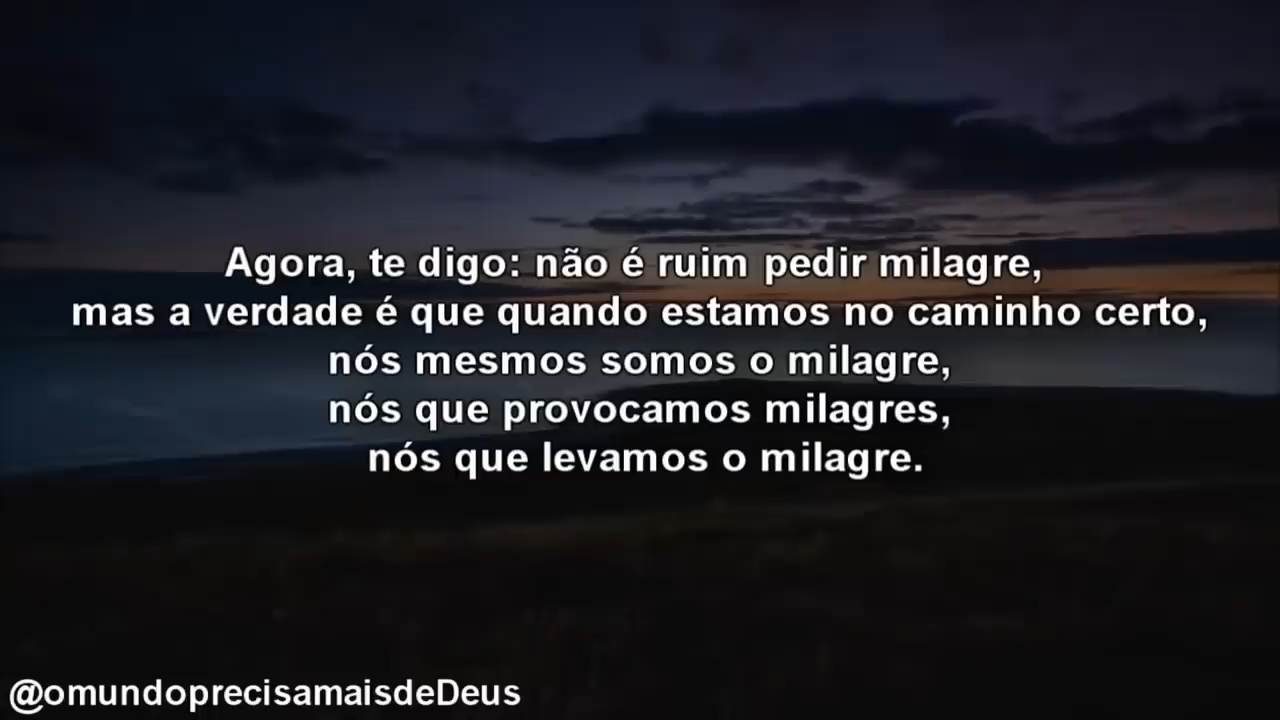 Agora, te digo: não é ruim pedir milagre,
mas a verdade é que quando estamos no caminho certo,
nós mesmos somos o milagre,
nós que provocamos milagres,
nós que levamos o milagre.
@omundoprecisamaisdeDeus